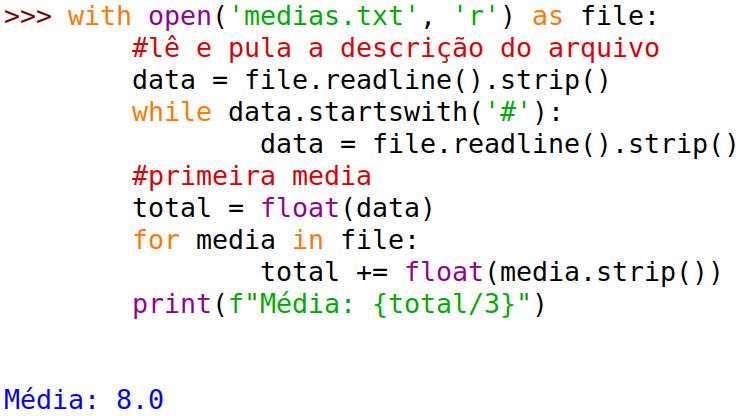 >>> with open('medias.txt', 'r') as file:
        #lê e pula a descrição do arquivo
        data = file.readline().strip()
        while data.startswith('#'):
                data = file.readline().strip()
        #primeira media
        total = float(data)
        for media in file:
                total += float(media.strip())
        print(f"Média: {total/3}")
Média: 8.0